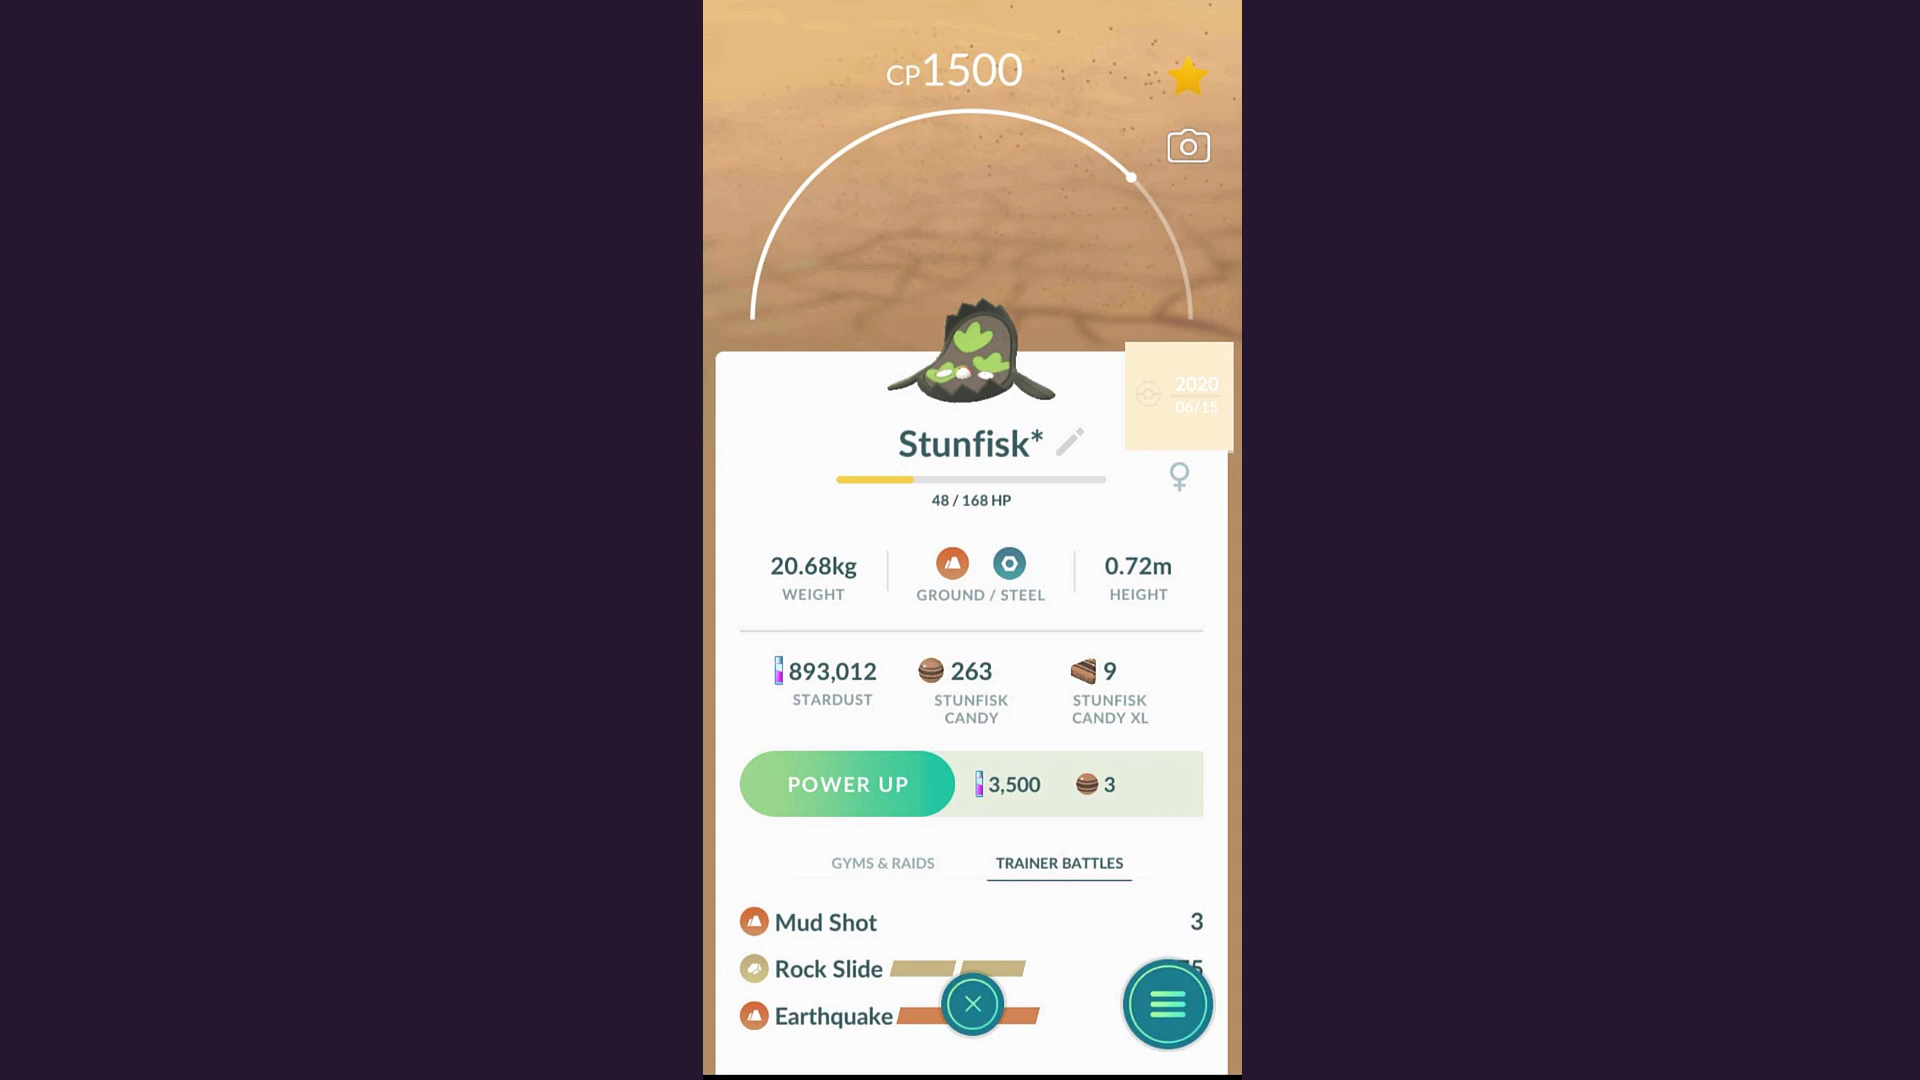 CP1500
2020
06/15
Stunfisk*
48 / 168 HP
20.68kg
WEIGHT
GROUND / STEEL
0.72m
HEIGHT
893,012
STARDUST
263
STUNFISK
CANDY
9
STUNFISK
CANDY XL
POWER UP
3,500
3
GYMS & RAIDS
TRAINER BATTLES
Mud Shot
3
Rock Slide
Earthquake